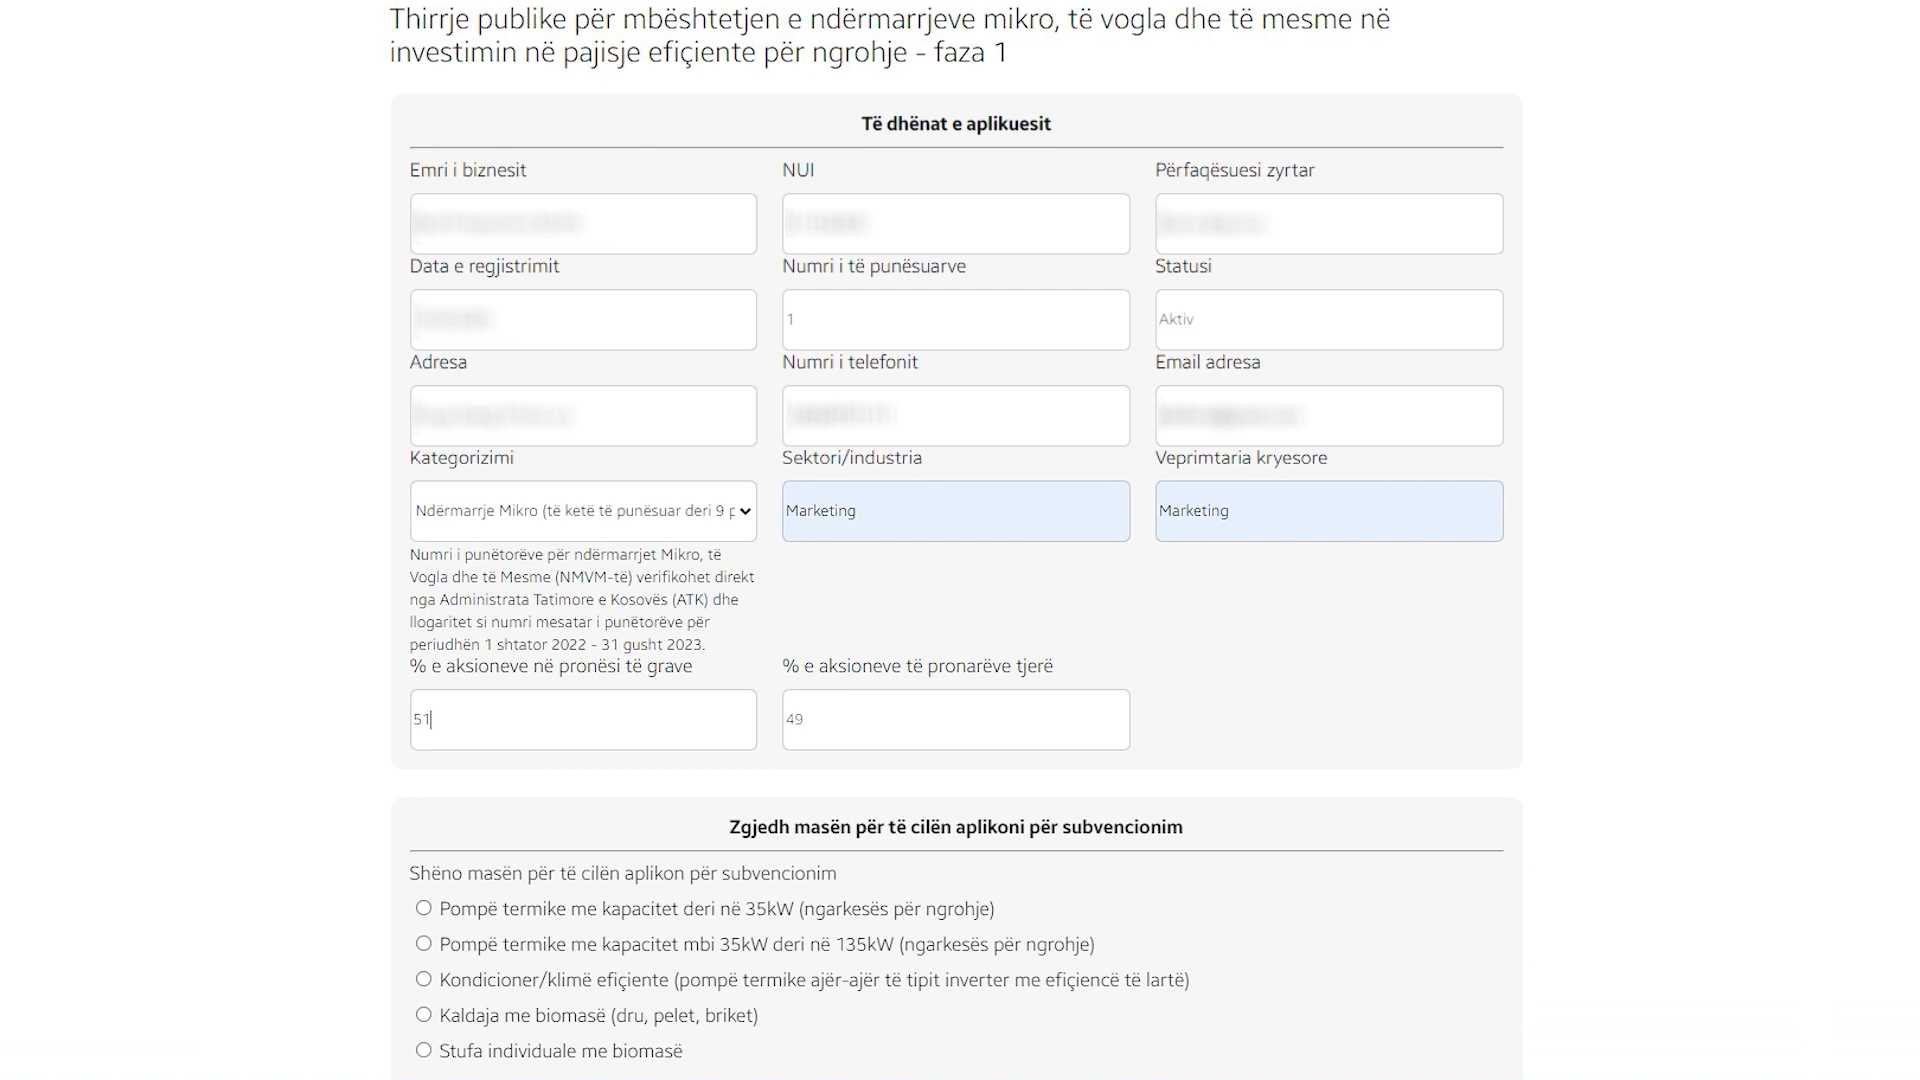 Thirrje publike për mbështetjen e ndërmarrjeve mikro, të vogla dhe të mesme në
investimin në pajisje efiçiente për ngrohje - faza 1
Të dhënat e aplikuesit
Emri i biznesit
NUI
Përfaqësuesi zyrtar
Data e regjistrimit
Numri i të punësuarve
Statusi
1
Aktiv
Adresa
Numri i telefonit
Email adresa
Kategorizimi
Sektori/industria
Veprimtaria kryesore
Ndërmarrje Mikro (të ketë të punësuar deri 9 p
Marketing
Marketing
Numri i punëtorëve për ndërmarrjet Mikro, të
Vogla dhe të Mesme (NMVM-të) verifikohet direkt
nga Administrata Tatimore e Kosovës (ATK) dhe
llogaritet si numri mesatar i punëtorëve për
periudhën 1 shtator 2022 - 31 gusht 2023.
% e aksioneve në pronësi të grave
% e aksioneve të pronarëve tjerë
51
49
Zgjedh masën për të cilën aplikoni për subvencionim
Shëno masën për të cilën aplikon për subvencionim
Pompë termike me kapacitet deri në 35kW (ngarkesës për ngrohje)
Pompë termike me kapacitet mbi 35kW deri në 135kW (ngarkesës për ngrohje)
Kondicioner/klimë efiçiente (pompë termike ajër-ajër të tipit inverter me efiçiencë të lartë)
Kaldaja me biomasë (dru, pelet, briket)
Stufa individuale me biomasë